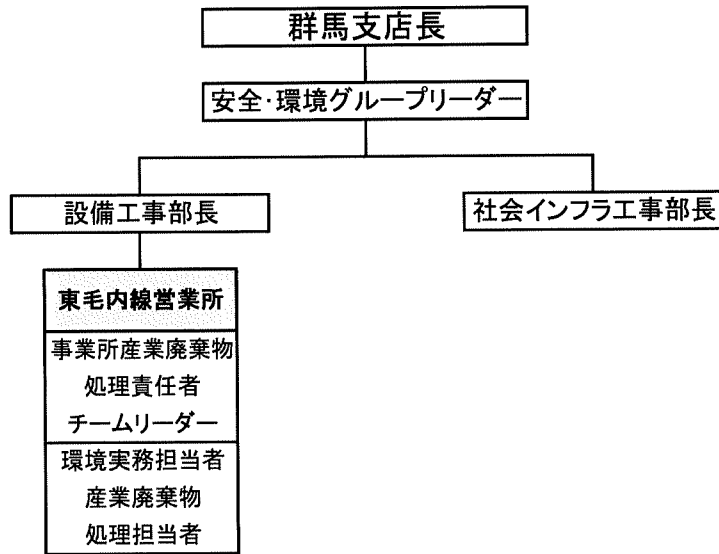 群馬支店長
安全・環境グループリーダー
設備工事部長
社会インフラ工事部長
東毛内線営業所
事業所産業廃棄物
処理責任者
チームリーダー
環境実務担当者
産業廃棄物
処理担当者